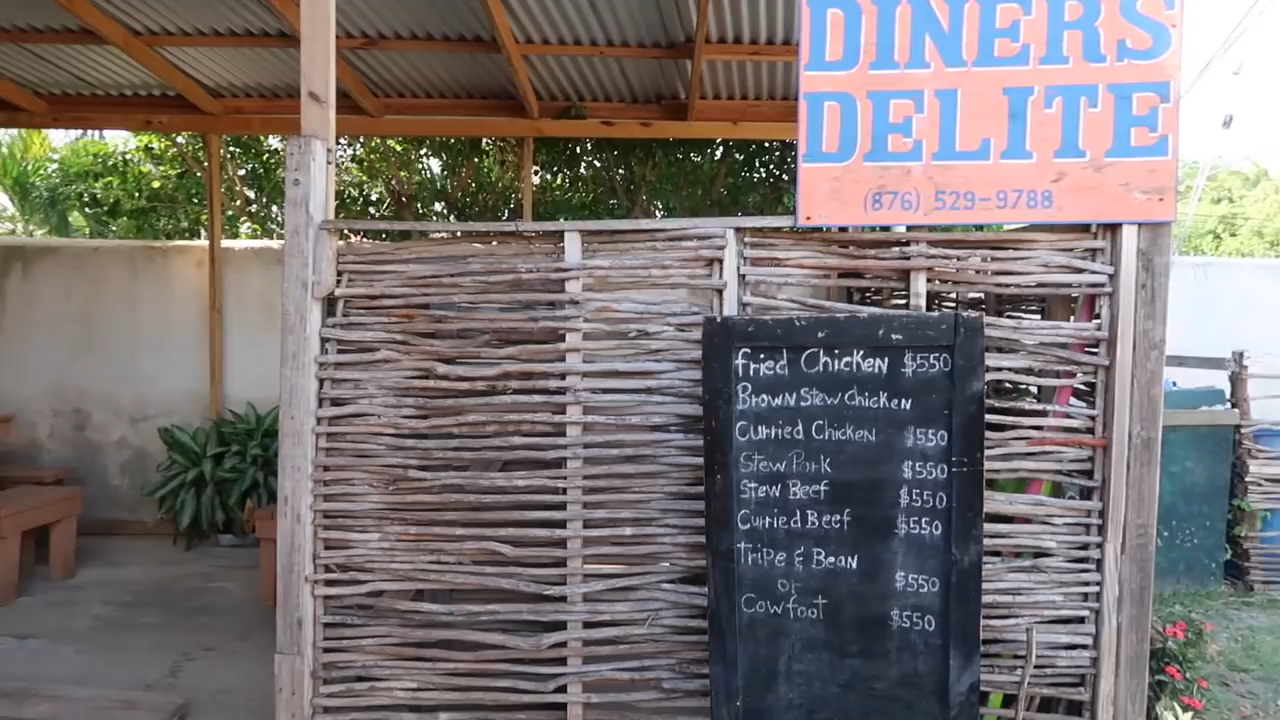 DINERS
DELITE
(876) 529-9788
fried Chicken $550
Brown Stew Chicken
Curried Chicken $550
Stew Pork $550
Stew Beef $550
Curried Beef $550
Tripe & Bean
or $550
Cowfoot $550